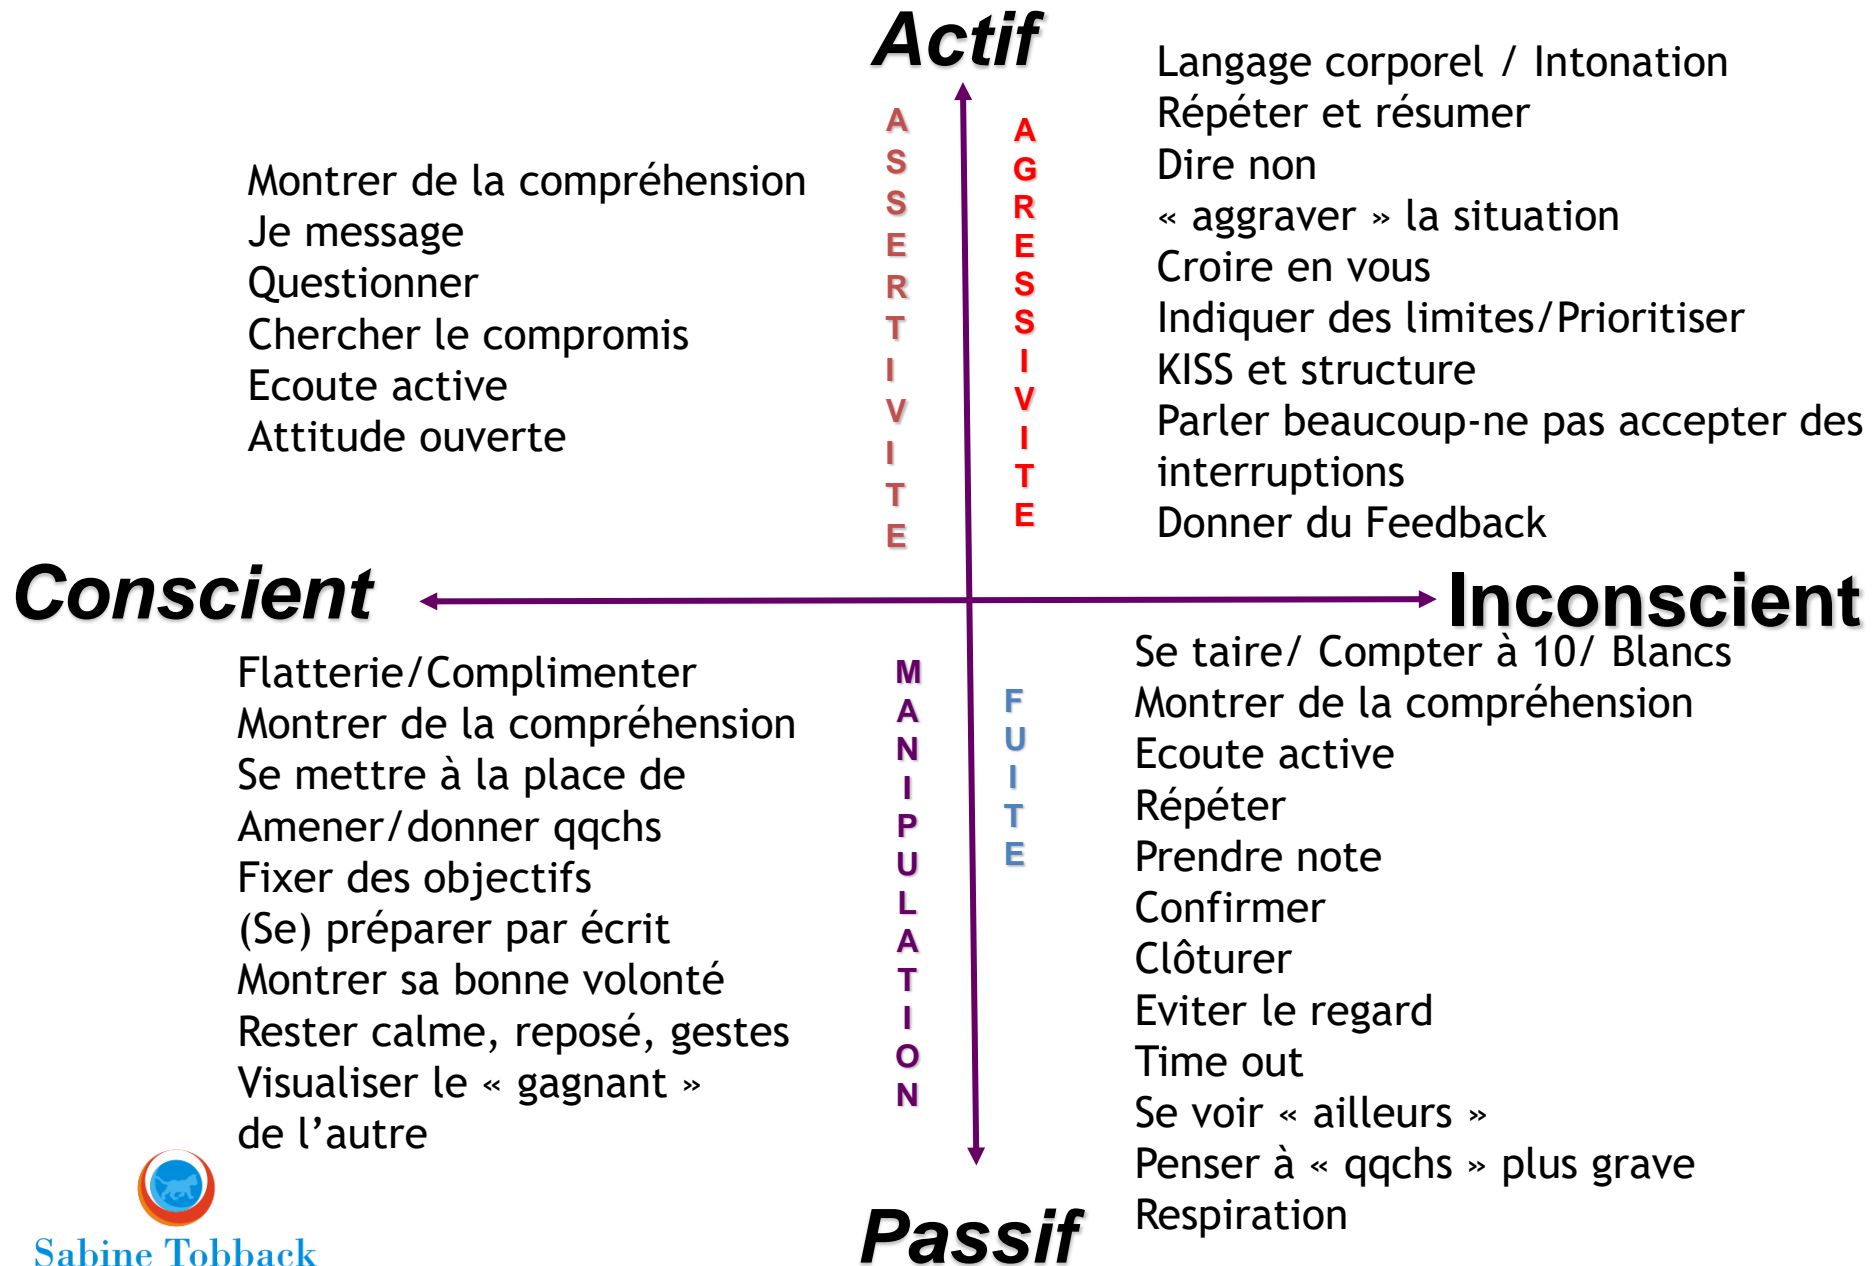 Actif
Langage corporel / Intonation
Répéter et résumer
Dire non
« aggraver » la situation
Croire en vous
Indiquer des limites/Prioritiser
KISS et structure
Parler beaucoup-ne pas accepter des
interruptions
Donner du Feedback
ASSERTIVITE
AGRESSIVITE
Montrer de la compréhension
Je message
Questionner
Chercher le compromis
Ecoute active
Attitude ouverte
Conscient
Inconscient
Flatterie/Complimenter
Montrer de la compréhension
Se mettre à la place de
Amener/donner qqchs
Fixer des objectifs
(Se) préparer par écrit
Montrer sa bonne volonté
Rester calme, reposé, gestes
Visualiser le « gagnant »
de l’autre
MANIPULATION
FUITE
Se taire/ Compter à 10/ Blancs
Montrer de la compréhension
Ecoute active
Répéter
Prendre note
Confirmer
Clôturer
Eviter le regard
Time out
Se voir « ailleurs »
Penser à « qqchs » plus grave
Respiration
Passif
Sabine Tobback